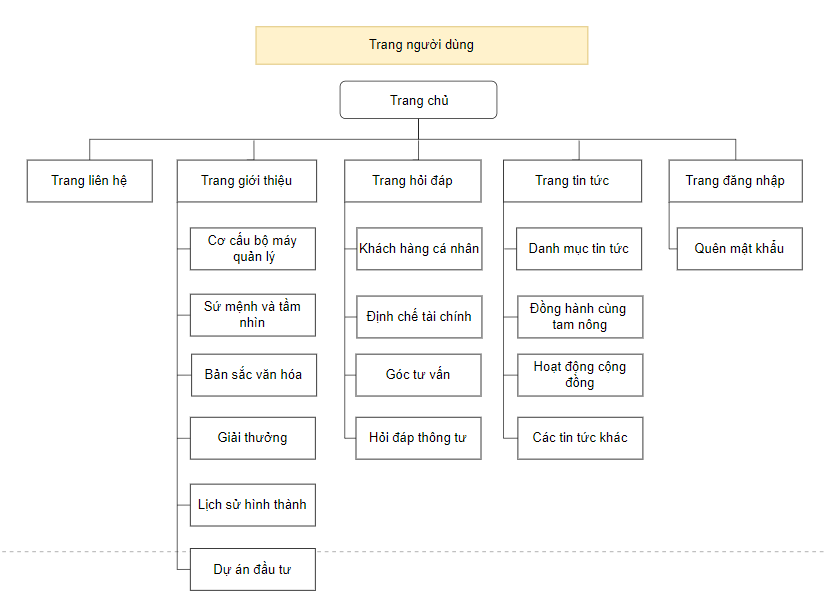 Trang người dùng
Trang chủ
Trang liên hệ
Trang giới thiệu
Trang hỏi đáp
Trang tin tức
Trang đăng nhập
Cơ cấu bộ máy
quản lý
Sứ mệnh và tầm
nhìn
Bản sắc văn hóa
Giải thưởng
Lịch sử hình thành
Dự án đầu tư
Khách hàng cá nhân
Định chế tài chính
Góc tư vấn
Hỏi đáp thông tư
Danh mục tin tức
Đồng hành cùng
tam nông
Hoạt động cộng
đồng
Các tin tức khác
Quên mật khẩu